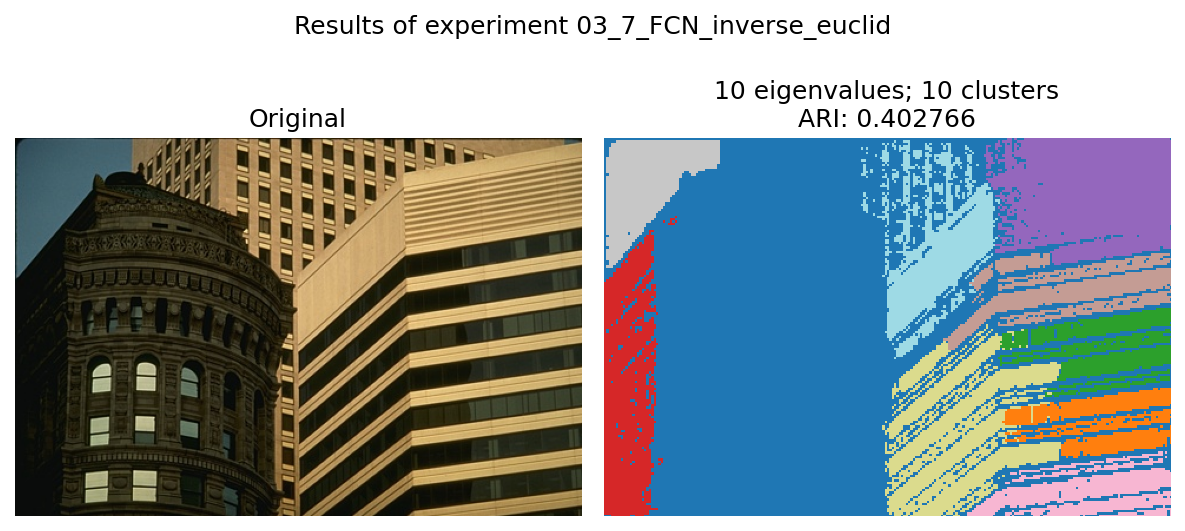 Results of experiment 03_7_FCN_inverse_euclid
Original
10 eigenvalues; 10 clusters
ARI: 0.402766